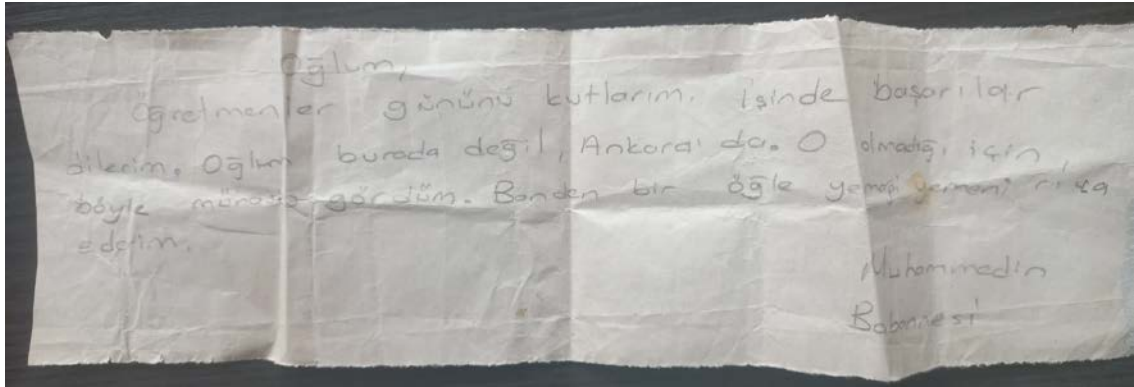 Oğlum,
Öğretmenler gününü kutlarım. İşinde başarılar
dilerim. Oğlum burada değil, Ankara'da. O olmadığı için,
böyle gördüm. Benden bir öğle yemeği yemeni rica
ederim.
Muhammedin
Babannesi